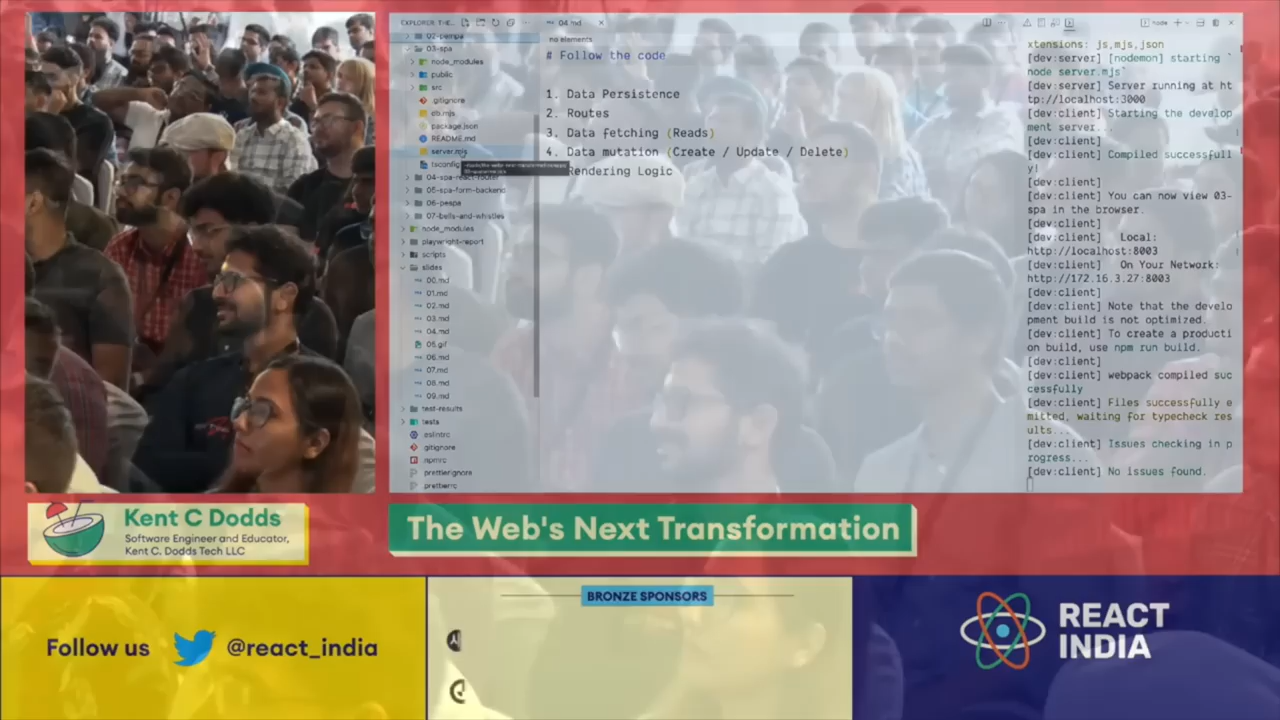 EXPLORER THE...
02-pempa
03-spa
node_modules
public
src
.gitignore
db.mjs
package.json
README.md
server.mjs
tsconfig
04-spa-react-router
05-spa-form-backend
06-pespa
07-bells-and-whistles
node_modules
playwright-report
scripts
slides
00.md
01.md
02.md
03.md
04.md
05.gif
06.md
07.md
08.md
09.md
test-results
tests
.eslintrc
.gitignore
.npmrc
.prettierignore
.prettierrc
04.md
no elements
# Follow the code
1. Data Persistence
2. Routes
3. Data fetching (Reads)
4. Data mutation (Create / Update / Delete)
Rendering Logic
node
xtensions: js,mjs,json
[dev:server] [nodemon] starting `
node server.mjs`
[dev:server] Server running at ht
tp://localhost:3000
[dev:client] Starting the develop
ment server...
[dev:client]
[dev:client] Compiled successfull
y!
[dev:client]
[dev:client] You can now view 03-
spa in the browser.
[dev:client]
[dev:client] Local:
http://localhost:8003
[dev:client] On Your Network:
http://172.16.3.27:8003
[dev:client]
[dev:client] Note that the develo
pment build is not optimized.
[dev:client] To create a producti
on build, use npm run build.
[dev:client]
[dev:client] webpack compiled suc
cessfully
[dev:client] Files successfully e
mitted, waiting for typecheck res
ults...
[dev:client] Issues checking in p
rogress...
[dev:client] No issues found.
Kent C Dodds
Software Engineer and Educator,
Kent C. Dodds Tech LLC
The Web's Next Transformation
Follow us @react_india
BRONZE SPONSORS
REACT
INDIA